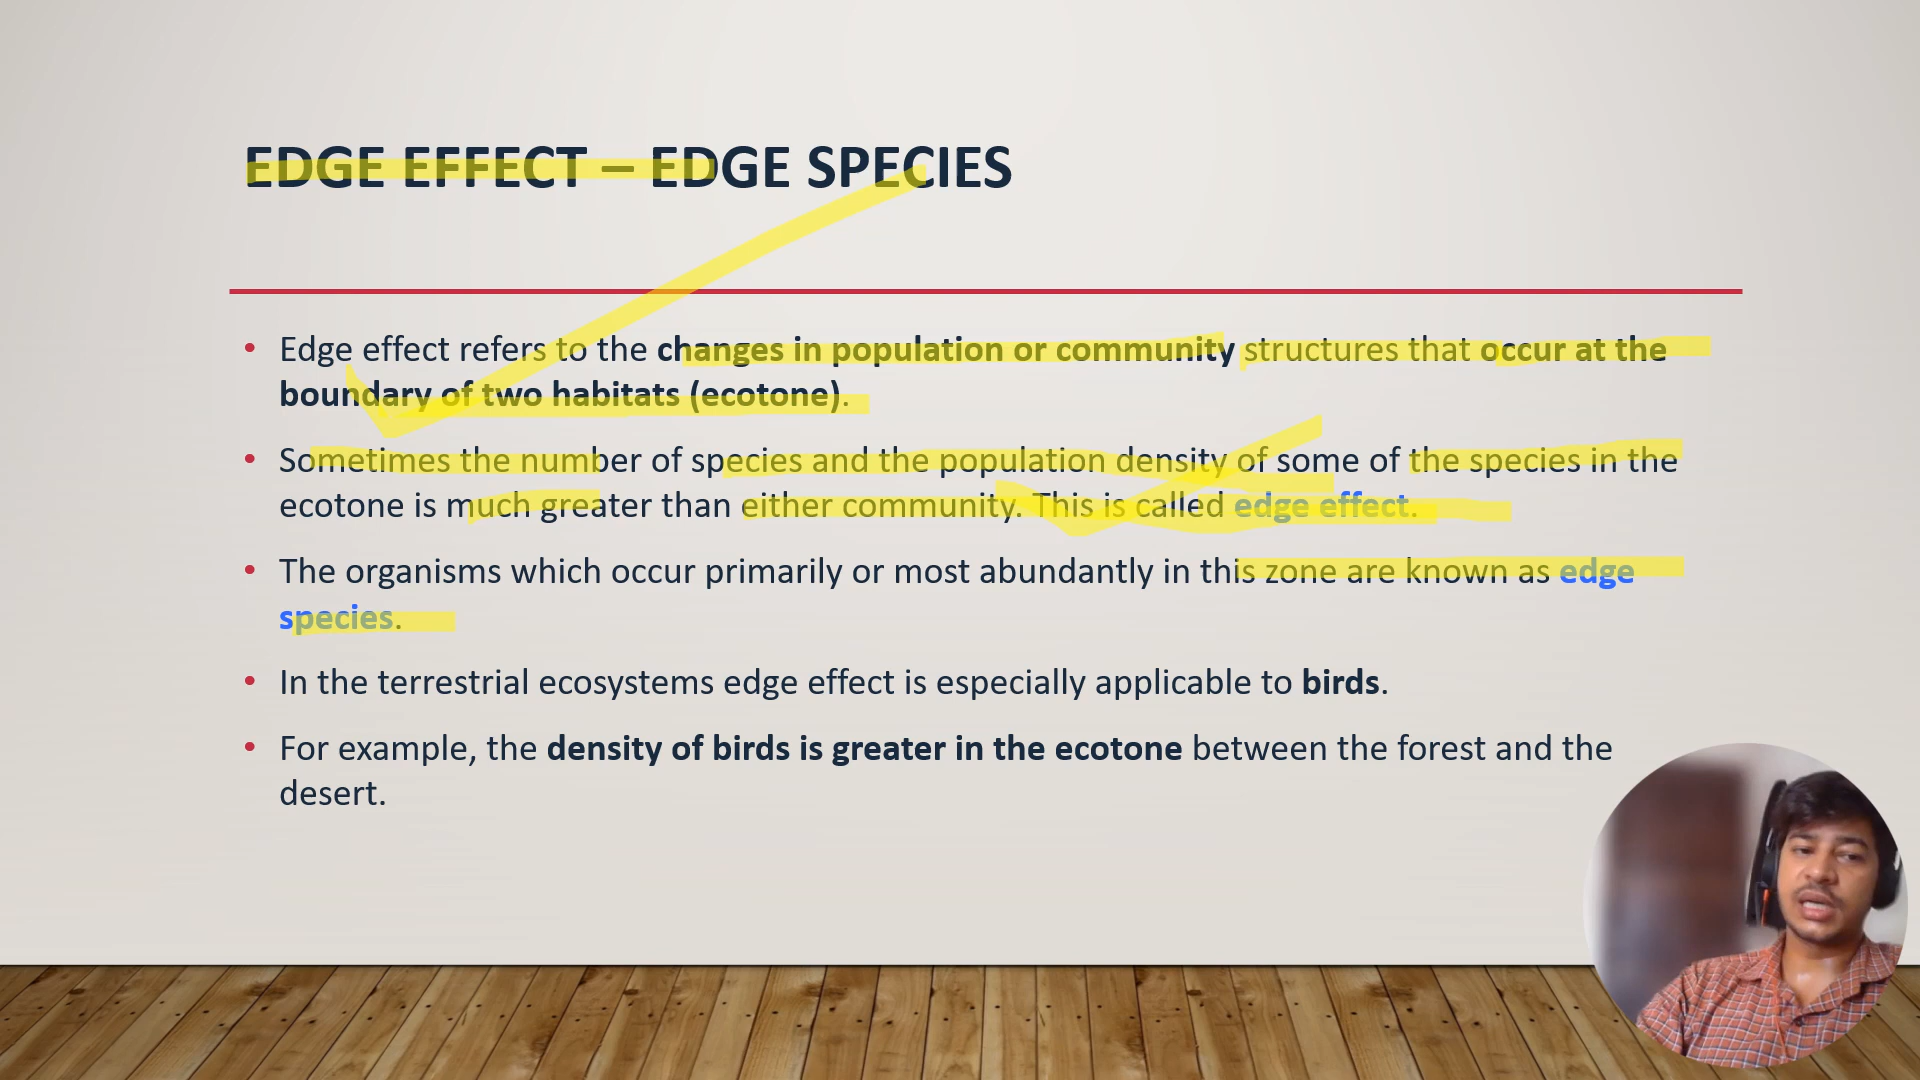 EDGE EFFECT – EDGE SPECIES
• Edge effect refers to the changes in population or community structures that occur at the
boundary of two habitats (ecotone).
• Sometimes the number of species and the population density of some of the species in the
ecotone is much greater than either community. This is called edge effect.
• The organisms which occur primarily or most abundantly in this zone are known as edge
species.
• In the terrestrial ecosystems edge effect is especially applicable to birds.
• For example, the density of birds is greater in the ecotone between the forest and the
desert.